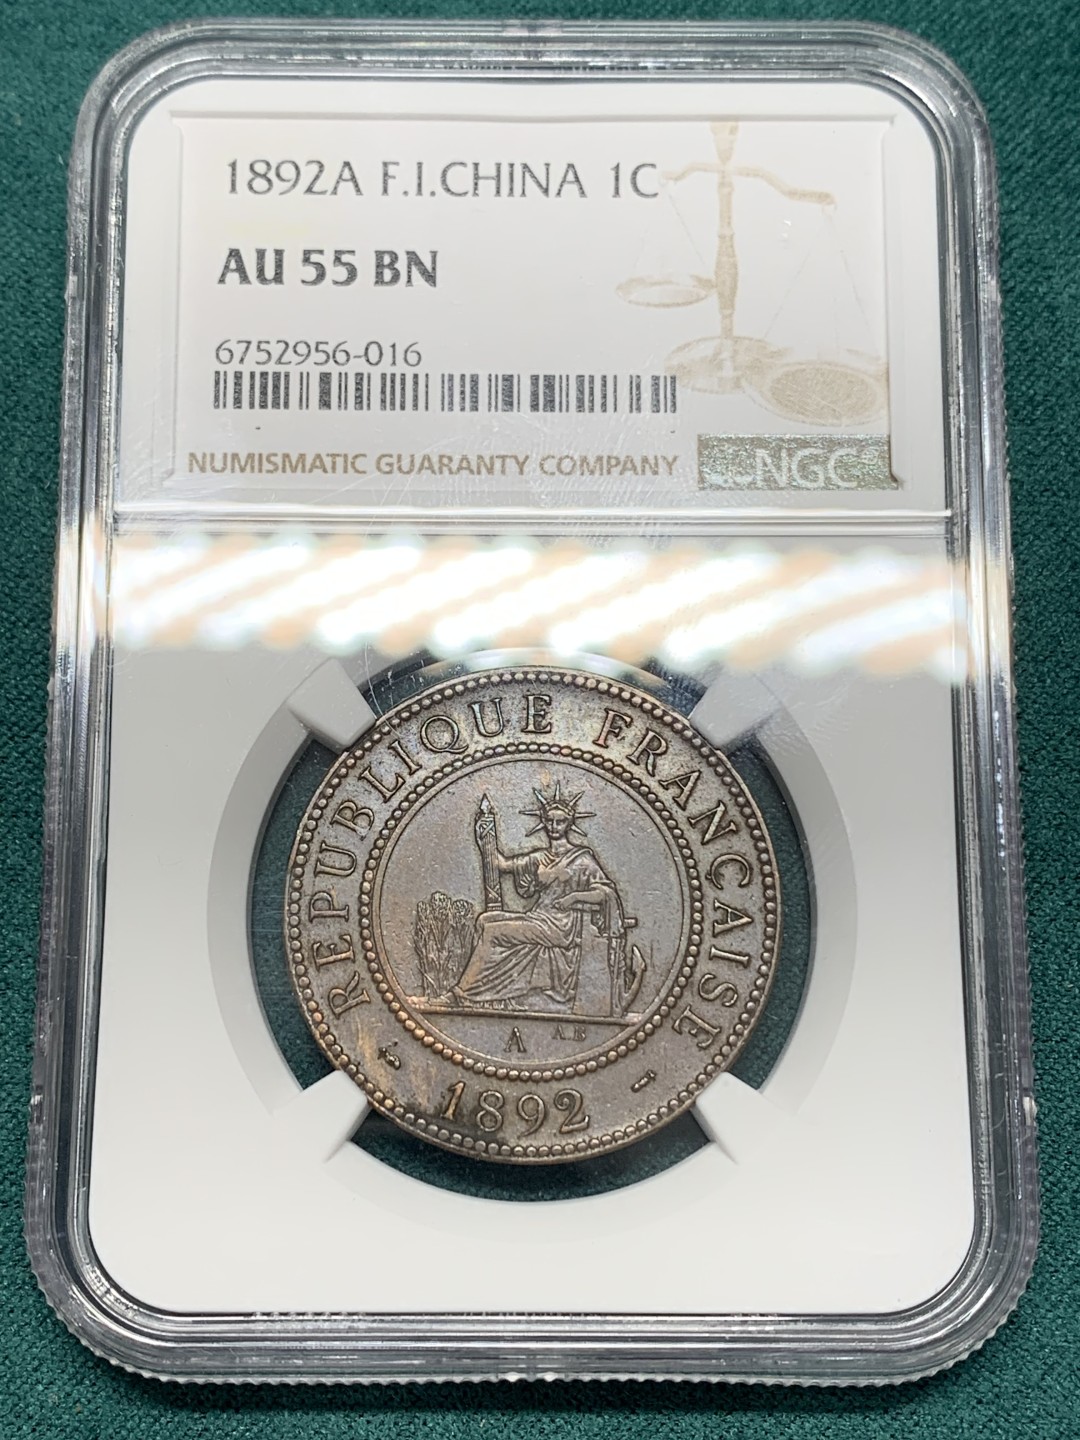 1892A F.I.CHINA 1C
AU 55 BN
6752956-016
NUMISMATIC GUARANTY COMPANY
NGC
REPUBLIQUE FRANÇAISE
A A.B
1892